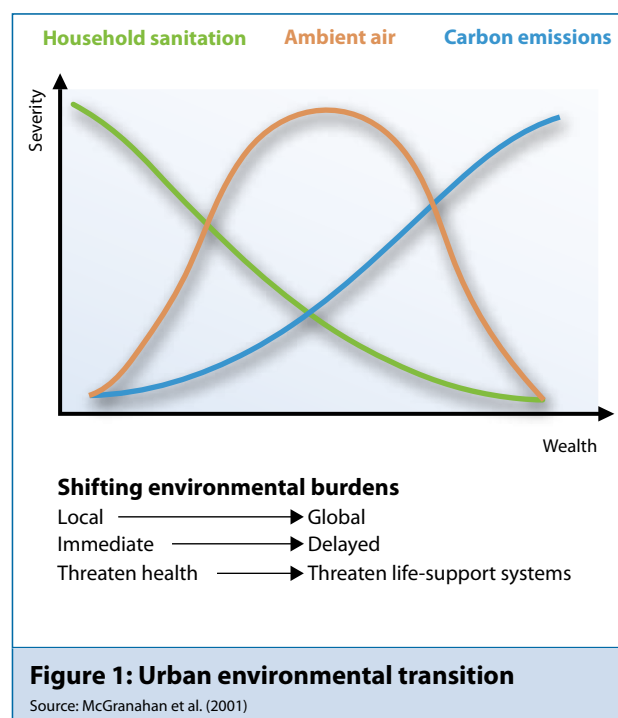 Household sanitation Ambient air Carbon emissions
Severity
Wealth
Shifting environmental burdens
Local Global
Immediate Delayed
Threaten health Threaten life-support systems
Figure 1: Urban environmental transition
Source: McGranahan et al. (2001)